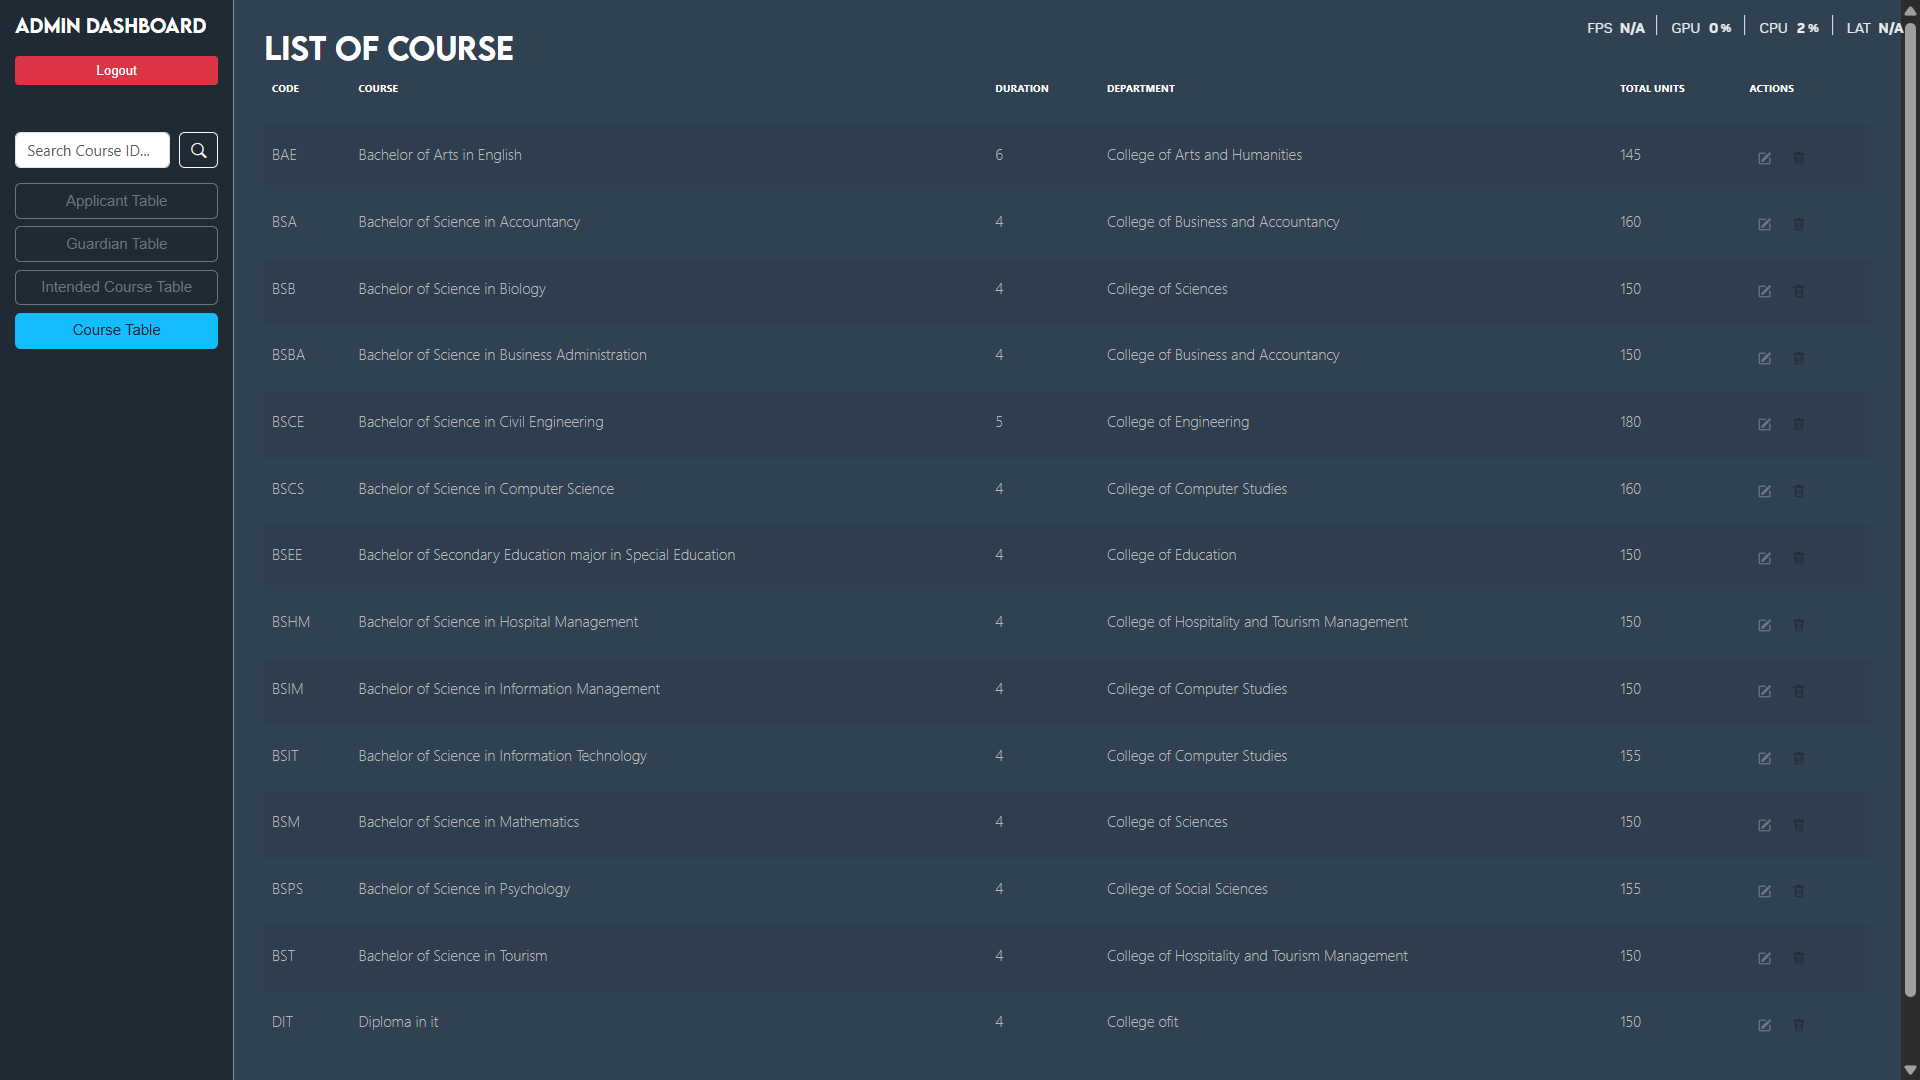 ADMIN DASHBOARD
Logout
Search Course ID...
Applicant Table
Guardian Table
Intended Course Table
Course Table
FPS N/A GPU 0% CPU 2% LAT N/A
LIST OF COURSE
CODE COURSE DURATION DEPARTMENT TOTAL UNITS ACTIONS
BAE Bachelor of Arts in English 6 College of Arts and Humanities 145
BSA Bachelor of Science in Accountancy 4 College of Business and Accountancy 160
BSB Bachelor of Science in Biology 4 College of Sciences 150
BSBA Bachelor of Science in Business Administration 4 College of Business and Accountancy 150
BSCE Bachelor of Science in Civil Engineering 5 College of Engineering 180
BSCS Bachelor of Science in Computer Science 4 College of Computer Studies 160
BSEE Bachelor of Secondary Education major in Special Education 4 College of Education 150
BSHM Bachelor of Science in Hospital Management 4 College of Hospitality and Tourism Management 150
BSIM Bachelor of Science in Information Management 4 College of Computer Studies 150
BSIT Bachelor of Science in Information Technology 4 College of Computer Studies 155
BSM Bachelor of Science in Mathematics 4 College of Sciences 150
BSPS Bachelor of Science in Psychology 4 College of Social Sciences 155
BST Bachelor of Science in Tourism 4 College of Hospitality and Tourism Management 150
DIT Diploma in it 4 College ofit 150